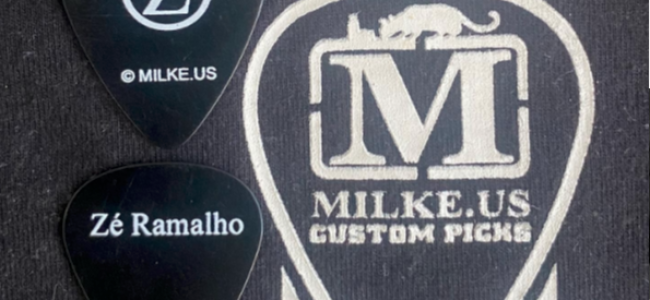 Z
© MILKE.US
Zé Ramalho
M
MILKE.US
CUSTOM PICKS